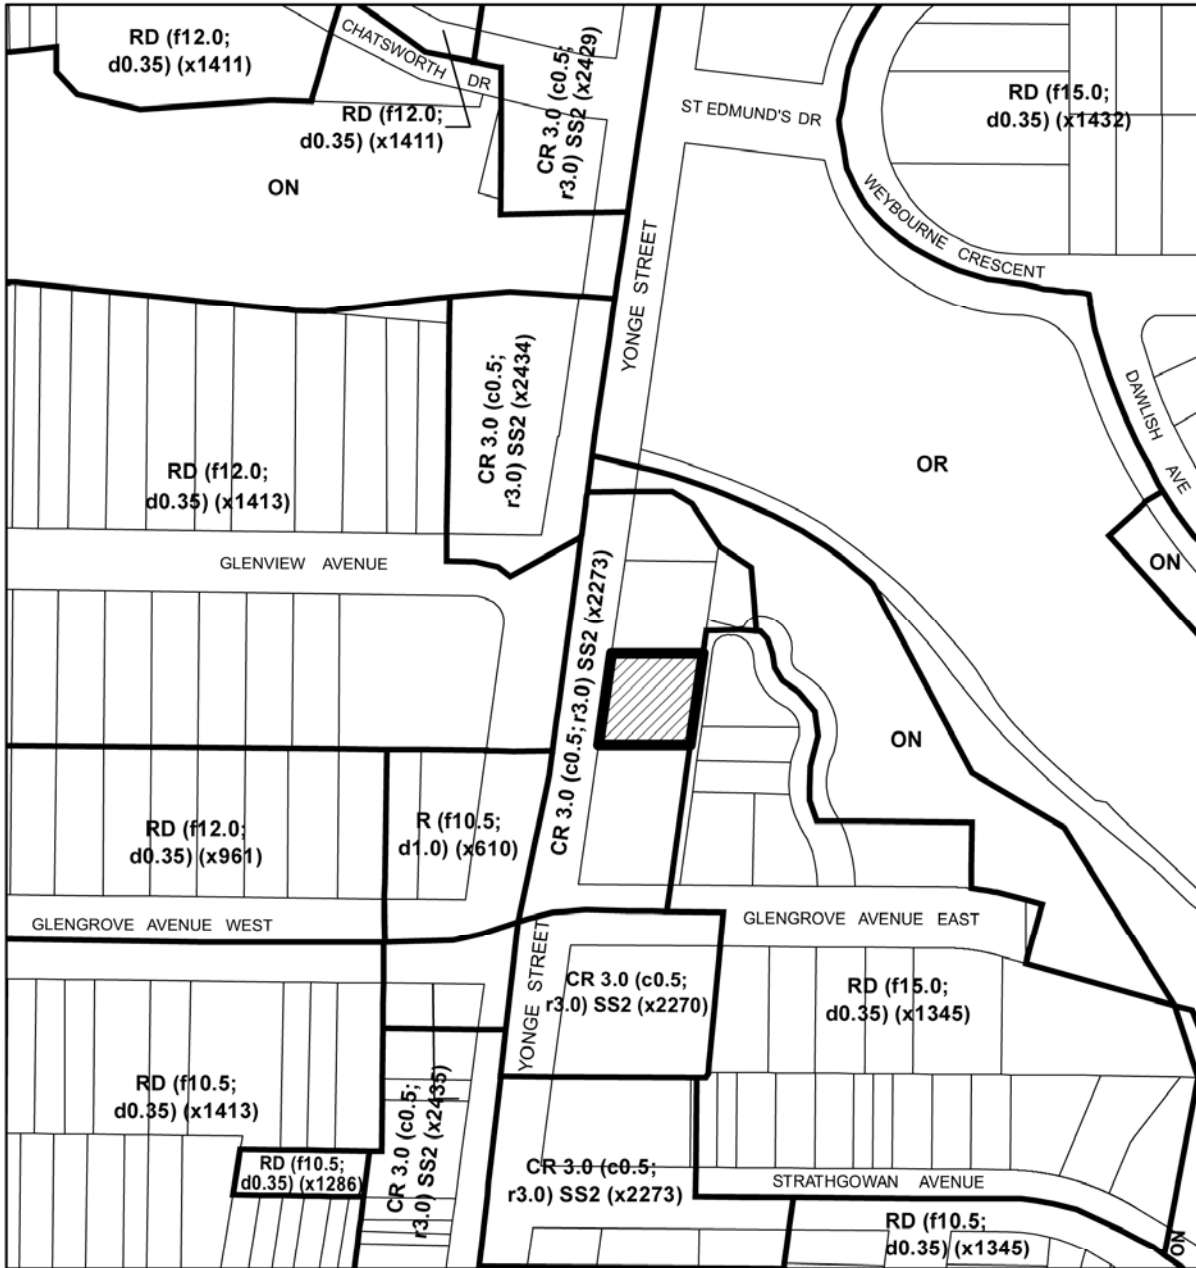 RD (f12.0;
d0.35) (x1411)
CHATSWORTH DR
RD (f12.0;
d0.35) (x1411)
CR 3.0 (c0.5;
r3.0) SS2 (x2429)
ST EDMUND'S DR
RD (f15.0;
d0.35) (x1432)
ON
WEYBOURNE CRESCENT
YONGE STREET
CR 3.0 (c0.5;
r3.0) SS2 (x2434)
DAWLISH AVE
RD (f12.0;
d0.35) (x1413)
OR
GLENVIEW AVENUE
ON
CR 3.0 (c0.5; r3.0) SS2 (x2273)
ON
RD (f12.0;
d0.35) (x961)
R (f10.5;
d1.0) (x610)
GLENGROVE AVENUE WEST
GLENGROVE AVENUE EAST
YONGE STREET
CR 3.0 (c0.5;
r3.0) SS2 (x2270)
RD (f15.0;
d0.35) (x1345)
RD (f10.5;
d0.35) (x1413)
CR 3.0 (c0.5;
r3.0) SS2 (x2435)
RD (f10.5;
d0.35) (x1286)
CR 3.0 (c0.5;
r3.0) SS2 (x2273)
STRATHGOWAN AVENUE
RD (f10.5;
d0.35) (x1345)
ON